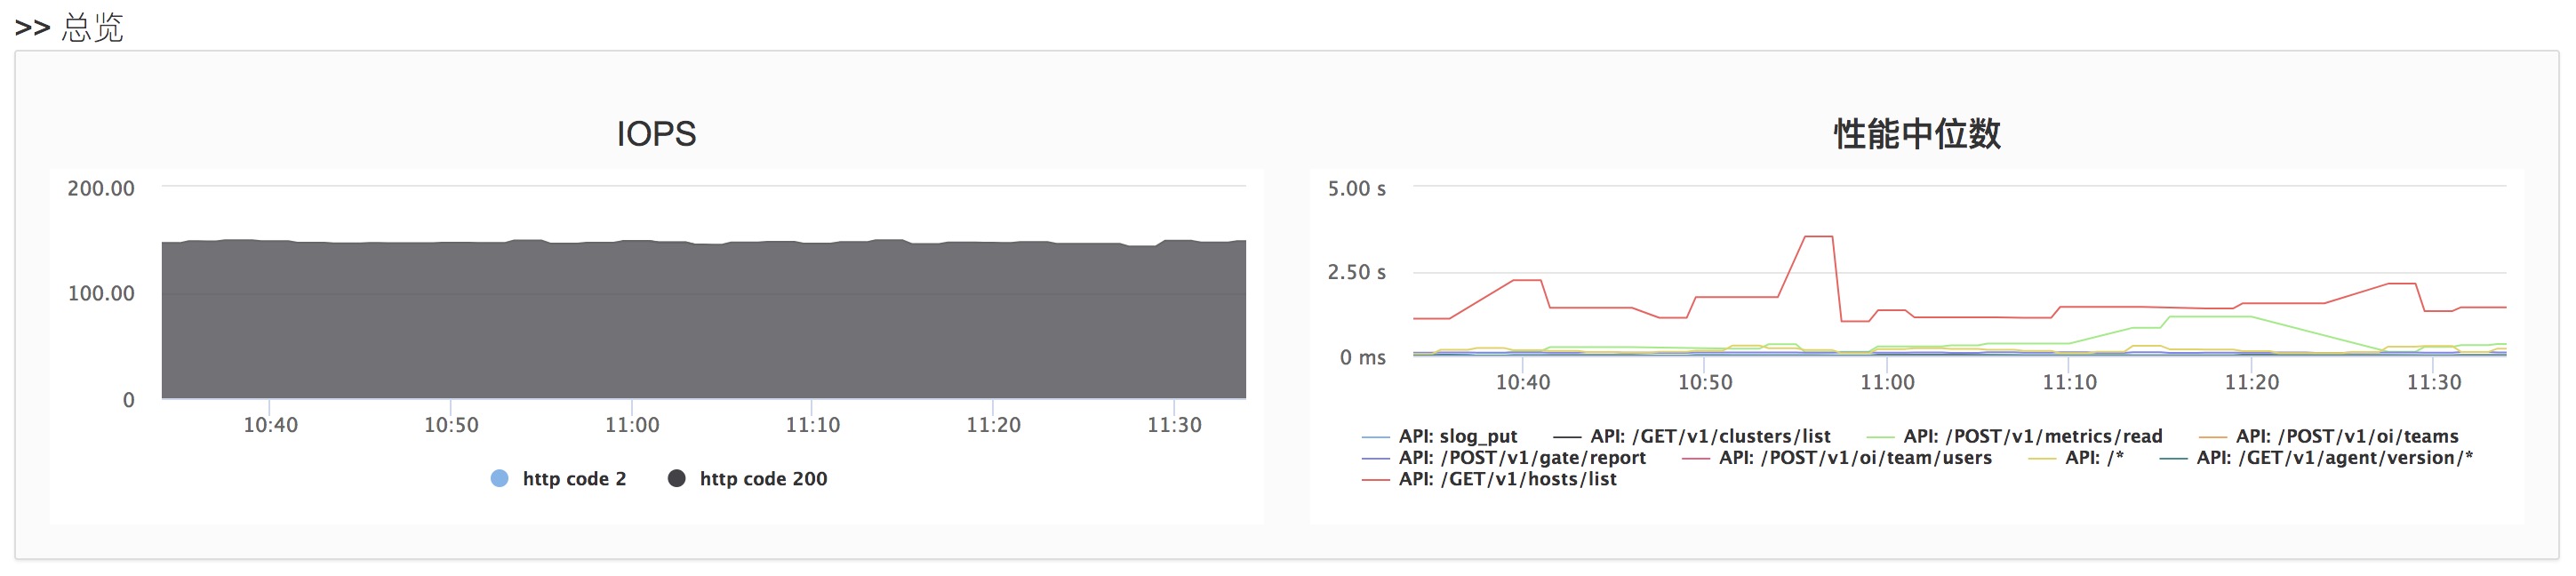 >> 总览
IOPS
200.00
100.00
0
10:40 10:50 11:00 11:10 11:20 11:30
http code 2 http code 200
性能中位数
5.00 s
2.50 s
0 ms
10:40 10:50 11:00 11:10 11:20 11:30
API: slog_put API: /GET/v1/clusters/list API: /POST/v1/metrics/read API: /POST/v1/oi/teams
API: /POST/v1/gate/report API: /POST/v1/oi/team/users API: /* API: /GET/v1/agent/version/*
API: /GET/v1/hosts/list